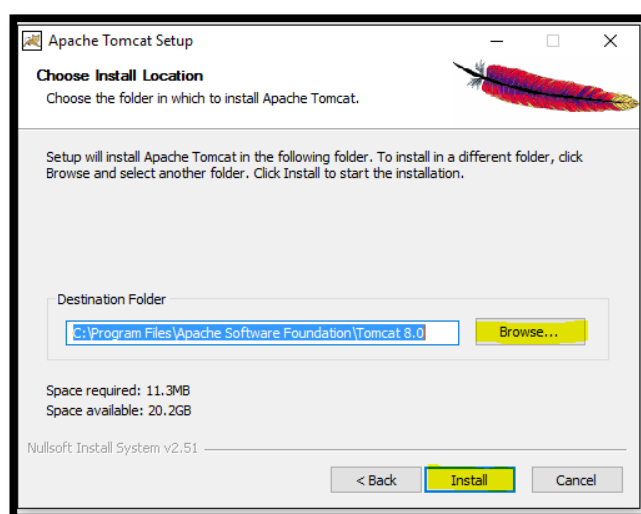 Apache Tomcat Setup
Choose Install Location
Choose the folder in which to install Apache Tomcat.
Setup will install Apache Tomcat in the following folder. To install in a different folder, click
Browse and select another folder. Click Install to start the installation.
Destination Folder
C:\Program Files\Apache Software Foundation\Tomcat 8.0
Browse...
Space required: 11.3MB
Space available: 20.2GB
Nullsoft Install System v2.51
< Back Install Cancel